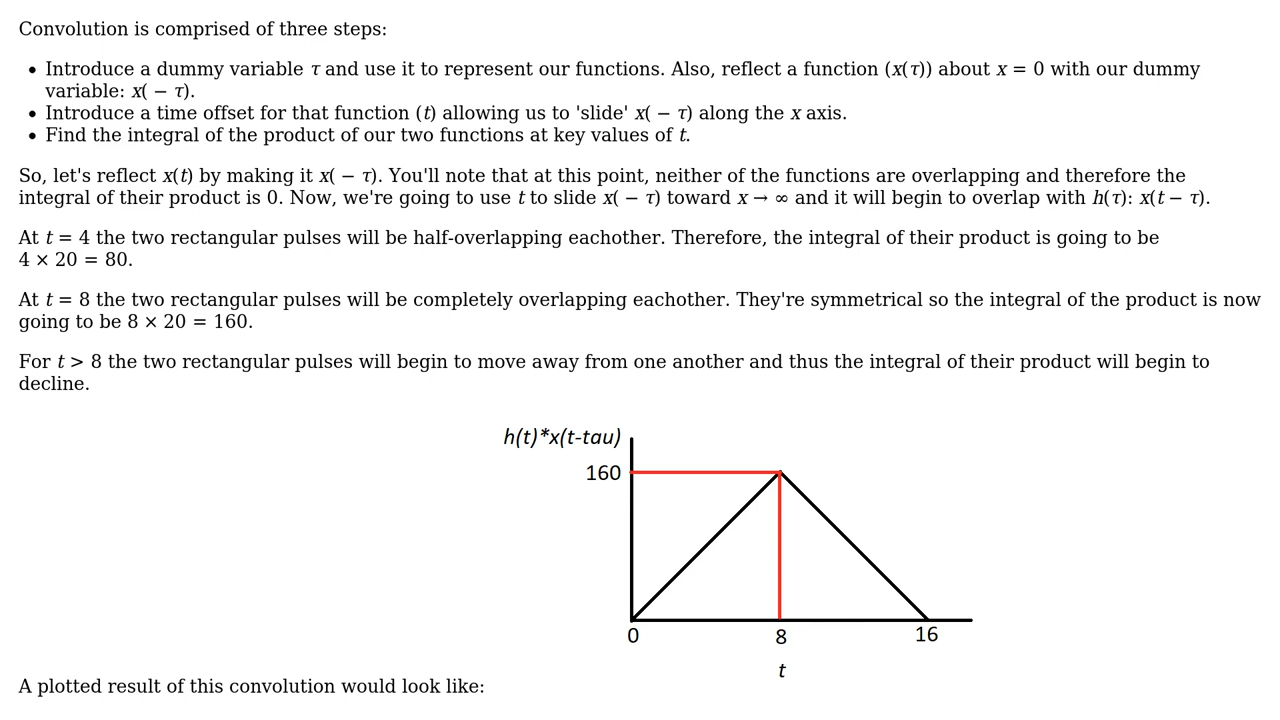 Convolution is comprised of three steps:
• Introduce a dummy variable τ and use it to represent our functions. Also, reflect a function (x(τ)) about x = 0 with our dummy
variable: x( − τ).
• Introduce a time offset for that function (t) allowing us to 'slide' x( − τ) along the x axis.
• Find the integral of the product of our two functions at key values of t.
So, let's reflect x(t) by making it x( − τ). You'll note that at this point, neither of the functions are overlapping and therefore the
integral of their product is 0. Now, we're going to use t to slide x( − τ) toward x → ∞ and it will begin to overlap with h(τ): x(t − τ).
At t = 4 the two rectangular pulses will be half-overlapping eachother. Therefore, the integral of their product is going to be
4 × 20 = 80.
At t = 8 the two rectangular pulses will be completely overlapping eachother. They're symmetrical so the integral of the product is now
going to be 8 × 20 = 160.
For t > 8 the two rectangular pulses will begin to move away from one another and thus the integral of their product will begin to
decline.
h(t)*x(t-tau)
160
0 8 16
t
A plotted result of this convolution would look like: